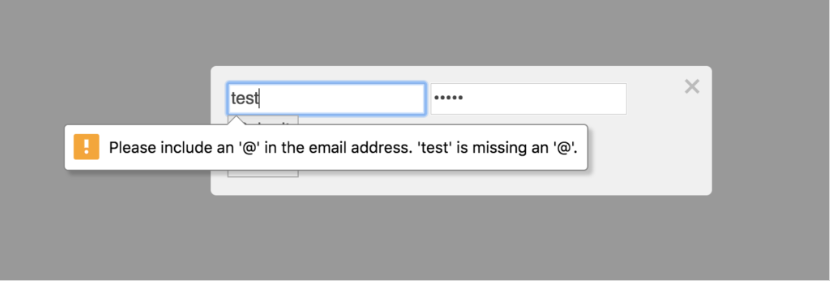 test •••••
Please include an '@' in the email address. 'test' is missing an '@'.